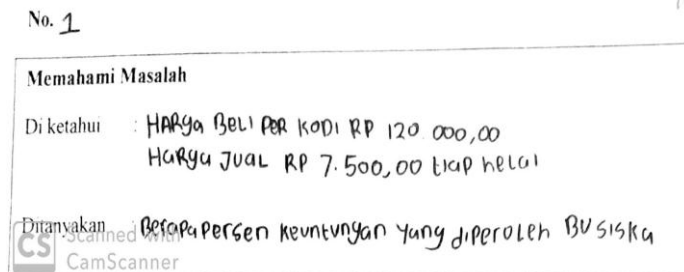 No. 1
Memahami Masalah
Di ketahui : HARga BELI PER KODI RP 120 000,00
HaRga JUAL RP 7.500,00 tiap helai
Ditanyakan Berapa persen keuntungan yang diperoleh BU SISKA
CS Scanned with
CamScanner